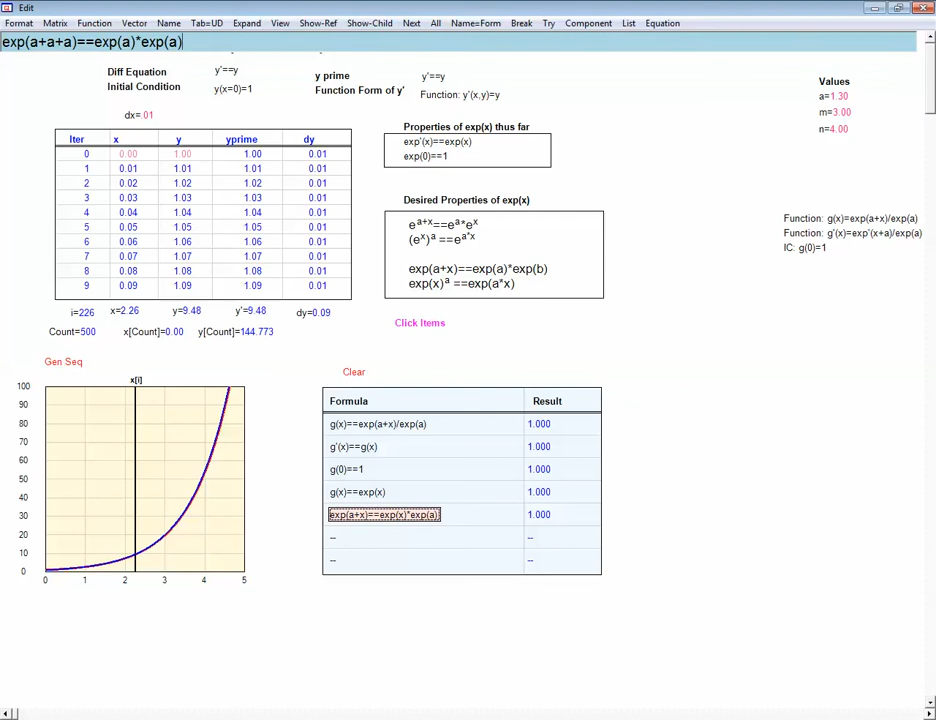 Edit
Format Matrix Function Vector Name Tab=UD Expand View Show-Ref Show-Child Next All Name=Form Break Try Component List Equation
exp(a+a+a)==exp(a)*exp(a)
Diff Equation y'==y
Initial Condition y(x=0)=1
y prime y'==y
Function Form of y' Function: y'(x,y)=y
Values
a=1.30
m=3.00
n=4.00
dx=.01
Iter x y yprime dy
0 0.00 1.00 1.00 0.01
1 0.01 1.01 1.01 0.01
2 0.02 1.02 1.02 0.01
3 0.03 1.03 1.03 0.01
4 0.04 1.04 1.04 0.01
5 0.05 1.05 1.05 0.01
6 0.06 1.06 1.06 0.01
7 0.07 1.07 1.07 0.01
8 0.08 1.08 1.08 0.01
9 0.09 1.09 1.09 0.01
i=226 x=2.26 y=9.48 y'=9.48 dy=0.09
Count=500 x[Count]=0.00 y[Count]=144.773
Properties of exp(x) thus far
exp'(x)==exp(x)
exp(0)==1
Desired Properties of exp(x)
e^a+x==e^a*e^x
(e^x)^a==e^a*x
exp(a+x)==exp(a)*exp(b)
exp(x)^a==exp(a*x)
Click Items
Function: g(x)=exp(a+x)/exp(a)
Function: g'(x)=exp'(x+a)/exp(a)
IC: g(0)=1
Gen Seq
x[i]
100
90
80
70
60
50
40
30
20
10
0
0 1 2 3 4 5
Clear
Formula Result
g(x)==exp(a+x)/exp(a) 1.000
g'(x)==g(x) 1.000
g(0)==1 1.000
g(x)==exp(x) 1.000
exp(a+x)==exp(x)*exp(a) 1.000
-- --
-- --